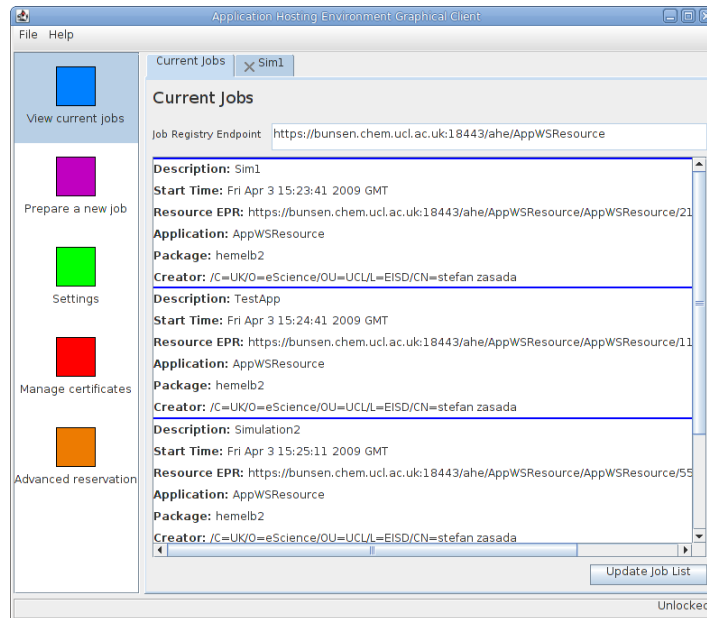 Application Hosting Environment Graphical Client
File Help
View current jobs
Prepare a new job
Settings
Manage certificates
Advanced reservation
Current Jobs Sim1
Current Jobs
Job Registry Endpoint https://bunsen.chem.ucl.ac.uk:18443/ahe/AppWSResource
Description: Sim1
Start Time: Fri Apr 3 15:23:41 2009 GMT
Resource EPR: https://bunsen.chem.ucl.ac.uk:18443/ahe/AppWSResource/AppWSResource/21
Application: AppWSResource
Package: hemelb2
Creator: /C=UK/O=eScience/OU=UCL/L=EISD/CN=stefan zasada
Description: TestApp
Start Time: Fri Apr 3 15:24:41 2009 GMT
Resource EPR: https://bunsen.chem.ucl.ac.uk:18443/ahe/AppWSResource/AppWSResource/11
Application: AppWSResource
Package: hemelb2
Creator: /C=UK/O=eScience/OU=UCL/L=EISD/CN=stefan zasada
Description: Simulation2
Start Time: Fri Apr 3 15:25:11 2009 GMT
Resource EPR: https://bunsen.chem.ucl.ac.uk:18443/ahe/AppWSResource/AppWSResource/55
Application: AppWSResource
Package: hemelb2
Creator: /C=UK/O=eScience/OU=UCL/L=EISD/CN=stefan zasada
Update Job List
Unlocked